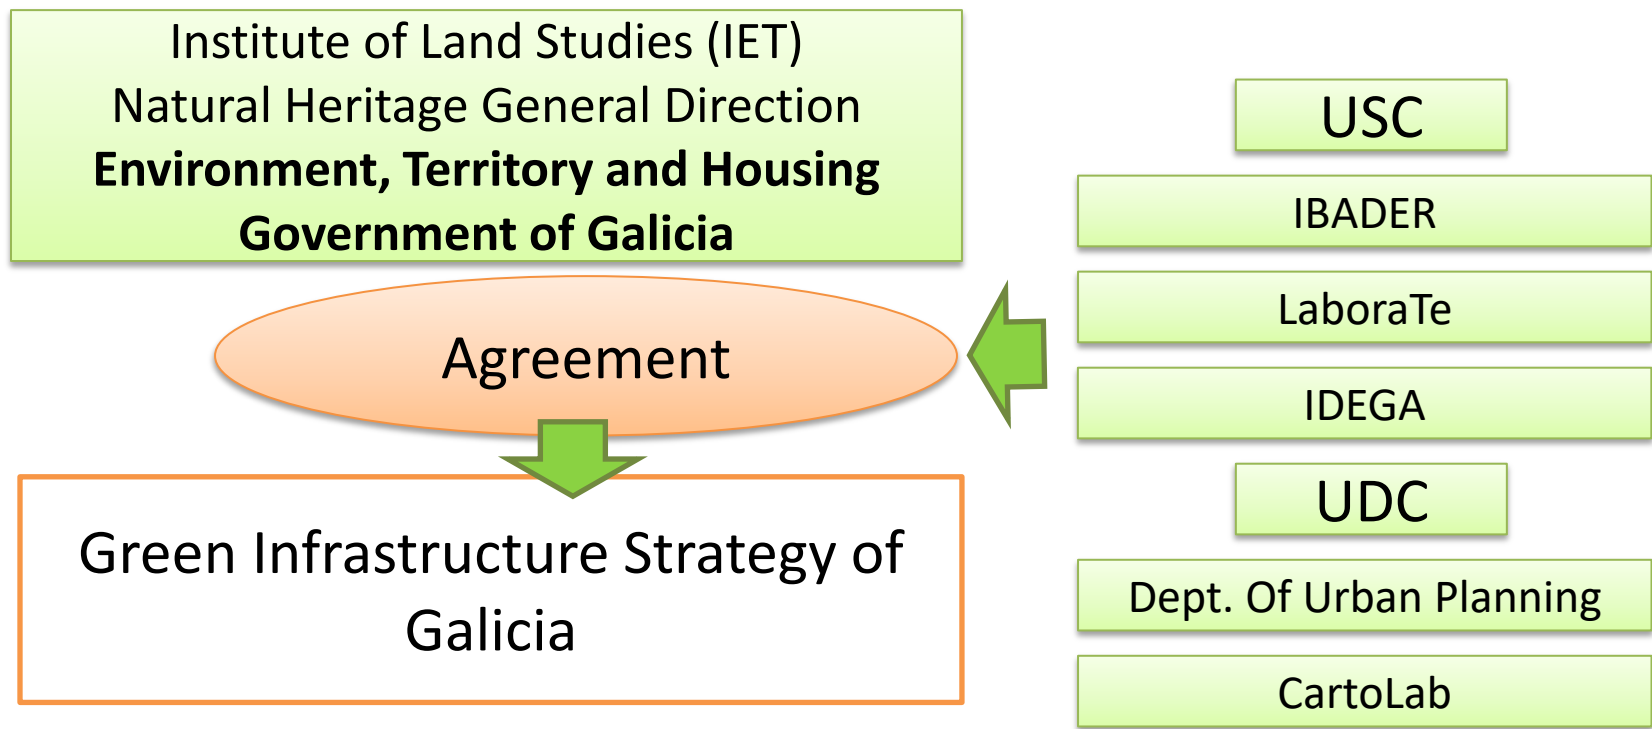 Institute of Land Studies (IET)
Natural Heritage General Direction
Environment, Territory and Housing
Government of Galicia
Agreement
Green Infrastructure Strategy of
Galicia
USC
IBADER
LaboraTe
IDEGA
UDC
Dept. Of Urban Planning
CartoLab